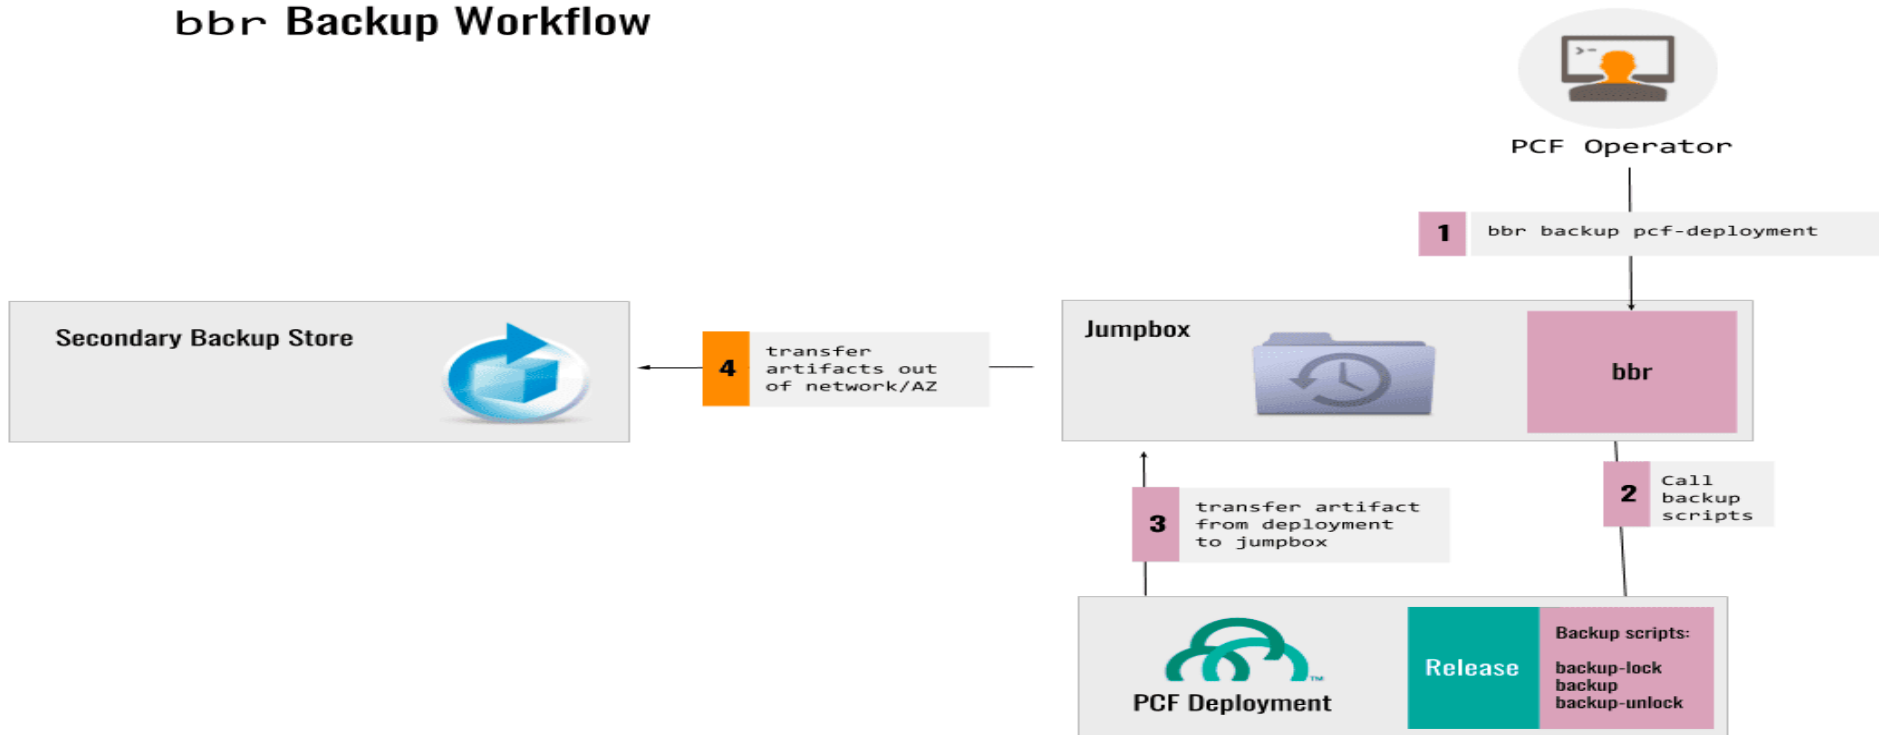 bbr Backup Workflow
>-
PCF Operator
1
bbr backup pcf-deployment
Secondary Backup Store
4
transfer
artifacts out
of network/AZ
Jumpbox
bbr
2
Call
backup
scripts
3
transfer artifact
from deployment
to jumpbox
TM
PCF Deployment
Release
Backup scripts:
backup-lock
backup
backup-unlock